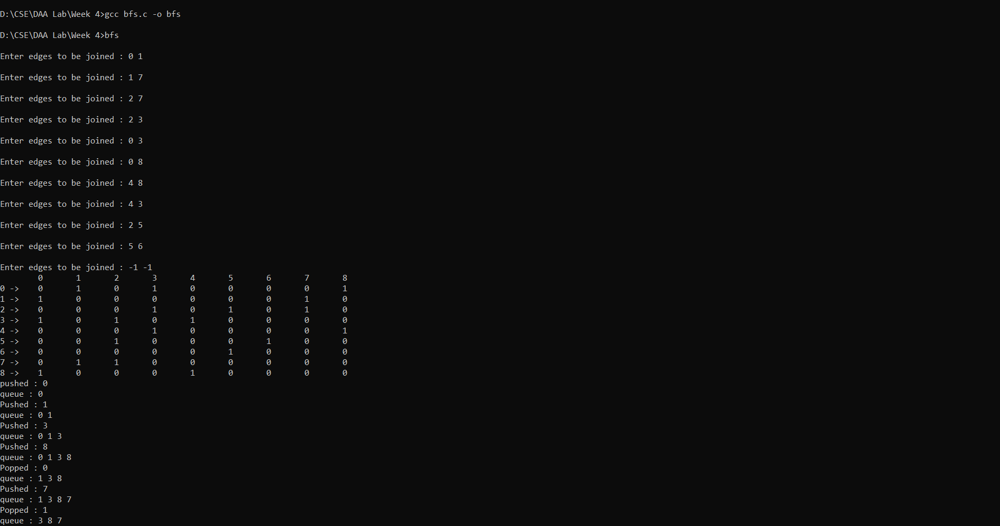 D:\CSE\DAA Lab\Week 4>gcc bfs.c -o bfs
D:\CSE\DAA Lab\Week 4>bfs
Enter edges to be joined : 0 1
Enter edges to be joined : 1 7
Enter edges to be joined : 2 7
Enter edges to be joined : 2 3
Enter edges to be joined : 0 3
Enter edges to be joined : 0 8
Enter edges to be joined : 4 8
Enter edges to be joined : 4 3
Enter edges to be joined : 2 5
Enter edges to be joined : 5 6
Enter edges to be joined : -1 -1
0 1 2 3 4 5 6 7 8
0 -> 0 1 0 1 0 0 0 0 1
1 -> 1 0 0 0 0 0 0 1 0
2 -> 0 0 0 1 0 1 0 1 0
3 -> 1 0 1 0 1 0 0 0 0
4 -> 0 0 0 1 0 0 0 0 1
5 -> 0 0 1 0 0 0 1 0 0
6 -> 0 0 0 0 0 1 0 0 0
7 -> 0 1 1 0 0 0 0 0 0
8 -> 1 0 0 0 1 0 0 0 0
pushed : 0
queue : 0
Pushed : 1
queue : 0 1
Pushed : 3
queue : 0 1 3
Pushed : 8
queue : 0 1 3 8
Popped : 0
queue : 1 3 8
Pushed : 7
queue : 1 3 8 7
Popped : 1
queue : 3 8 7